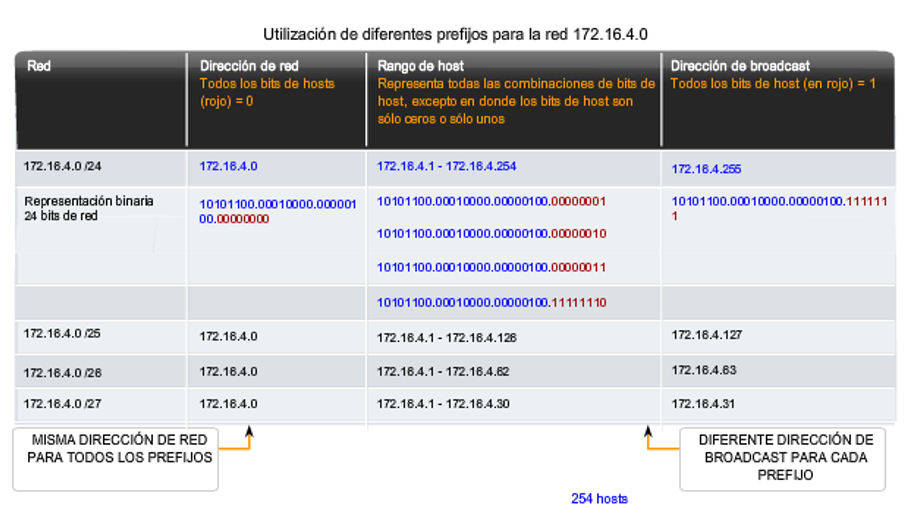 Utilización de diferentes prefijos para la red 172.16.4.0
Red
Dirección de red
Todos los bits de hosts
(rojo) = 0
Rango de host
Representa todas las combinaciones de bits de
host, excepto en donde los bits de host son
sólo ceros o sólo unos
Dirección de broadcast
Todos los bits de host (en rojo) = 1
172.16.4.0 /24
172.16.4.0
172.16.4.1 - 172.16.4.254
172.16.4.255
Representación binaria
24 bits de red
10101100.00010000.000001
00.00000000
10101100.00010000.00000100.00000001
10101100.00010000.00000100.00000010
10101100.00010000.00000100.00000011
10101100.00010000.00000100.11111110
10101100.00010000.00000100.111111
1
172.16.4.0 /25
172.16.4.0
172.16.4.1 - 172.16.4.126
172.16.4.127
172.16.4.0 /26
172.16.4.0
172.16.4.1 - 172.16.4.62
172.16.4.63
172.16.4.0 /27
172.16.4.0
172.16.4.1 - 172.16.4.30
172.16.4.31
MISMA DIRECCIÓN DE RED
PARA TODOS LOS PREFIJOS
DIFERENTE DIRECCIÓN DE
BROADCAST PARA CADA
PREFIJO
254 hosts